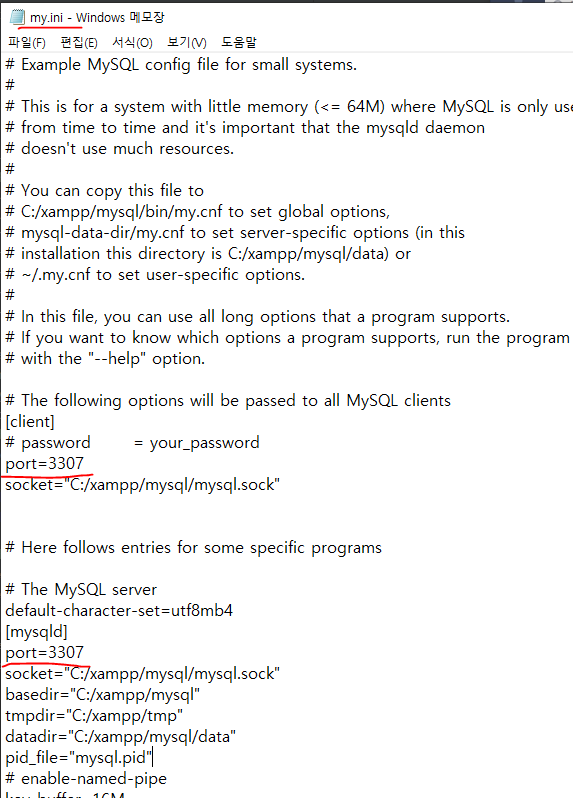 my.ini - Windows 메모장
파일(F) 편집(E) 서식(O) 보기(V) 도움말
# Example MySQL config file for small systems.
#
# This is for a system with little memory (<= 64M) where MySQL is only use
# from time to time and it's important that the mysqld daemon
# doesn't use much resources.
#
# You can copy this file to
# C:/xampp/mysql/bin/my.cnf to set global options,
# mysql-data-dir/my.cnf to set server-specific options (in this
# installation this directory is C:/xampp/mysql/data) or
# ~/.my.cnf to set user-specific options.
#
# In this file, you can use all long options that a program supports.
# If you want to know which options a program supports, run the program
# with the "--help" option.
# The following options will be passed to all MySQL clients
[client]
# password = your_password
port=3307
socket="C:/xampp/mysql/mysql.sock"
# Here follows entries for some specific programs
# The MySQL server
default-character-set=utf8mb4
[mysqld]
port=3307
socket="C:/xampp/mysql/mysql.sock"
basedir="C:/xampp/mysql"
tmpdir="C:/xampp/tmp"
datadir="C:/xampp/mysql/data"
pid_file="mysql.pid"
# enable-named-pipe